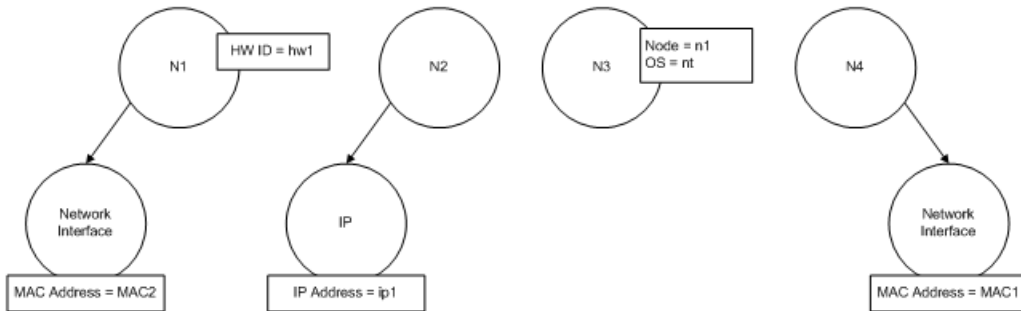 N1
HW ID = hw1
N2
N3
Node = n1
OS = nt
N4
Network
Interface
MAC Address = MAC2
IP
IP Address = ip1
Network
Interface
MAC Address = MAC1